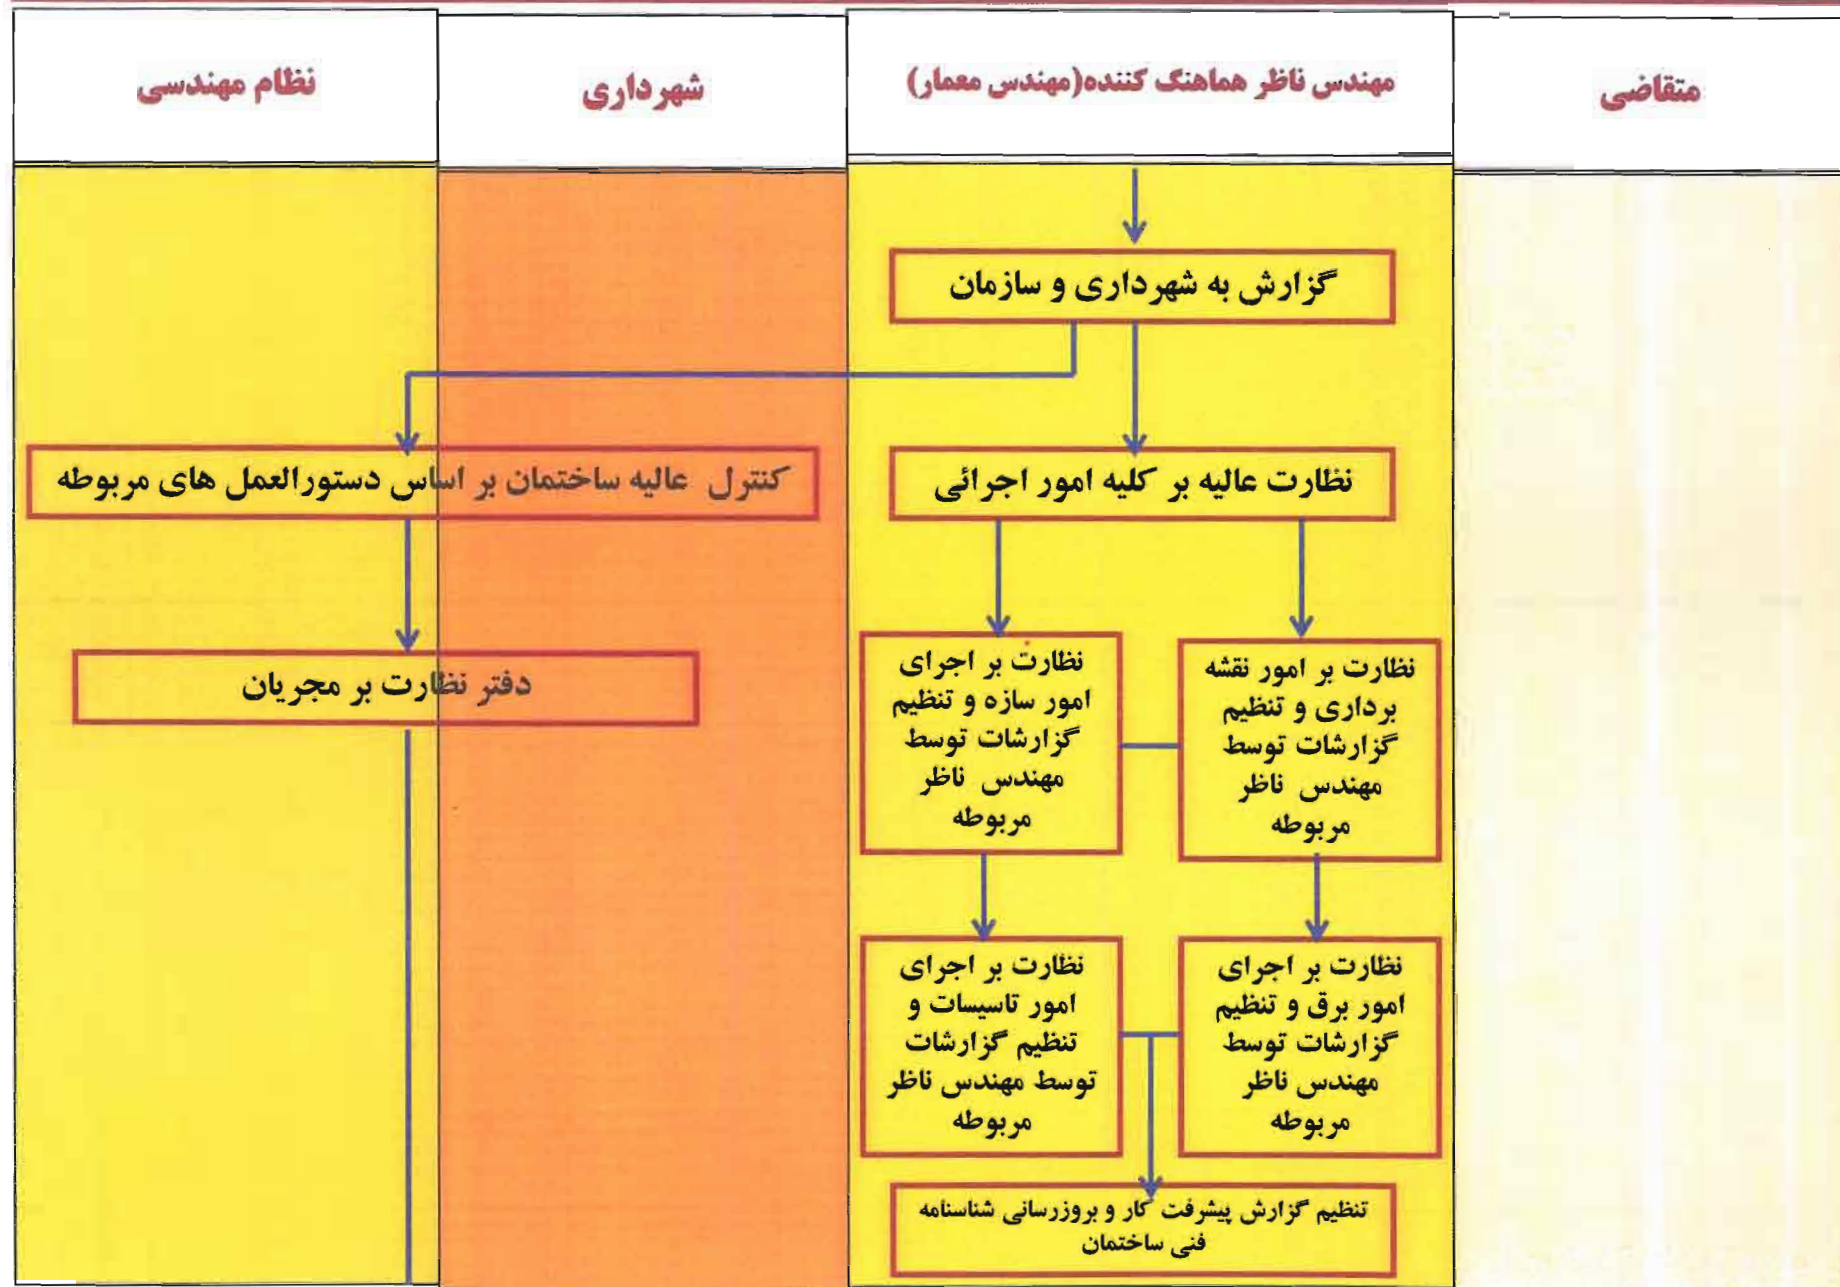 متقاضی
مهندس ناظر هماهنگ کننده(مهندس معمار)
شهرداری
نظام مهندسی
گزارش به شهرداری و سازمان
نظارت عالیه بر کلیه امور اجرائی
کنترل عالیه ساختمان بر اساس دستورالعمل های مربوطه
نظارت بر امور نقشه
برداری و تنظیم
گزارشات توسط
مهندس ناظر
مربوطه
نظارت بر اجرای
امور سازه و تنظیم
گزارشات توسط
مهندس ناظر
مربوطه
دفتر نظارت بر مجریان
نظارت بر اجرای
امور برق و تنظیم
گزارشات توسط
مهندس ناظر
مربوطه
نظارت بر اجرای
امور تاسیسات و
تنظیم گزارشات
توسط مهندس ناظر
مربوطه
تنظیم گزارش پیشرفت کار و بروزرسانی شناسنامه
فنی ساختمان